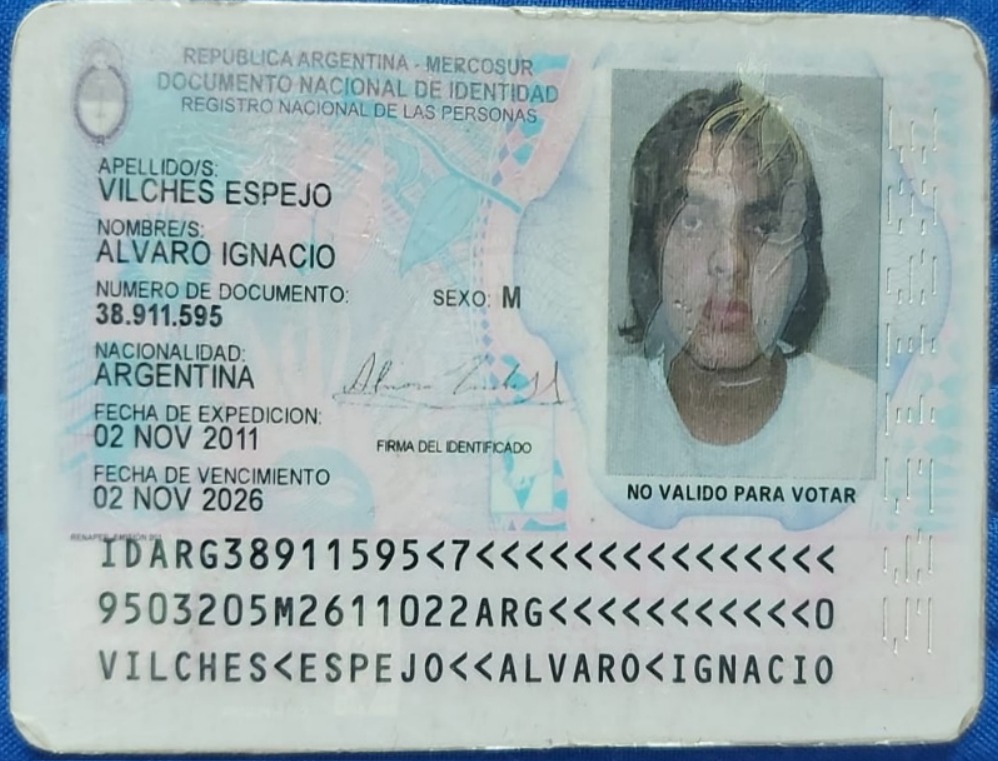 REPUBLICA ARGENTINA - MERCOSUR
DOCUMENTO NACIONAL DE IDENTIDAD
REGISTRO NACIONAL DE LAS PERSONAS
APELLIDO/S:
VILCHES ESPEJO
NOMBRE/S:
ALVARO IGNACIO
NUMERO DE DOCUMENTO:
38.911.595
SEXO: M
NACIONALIDAD:
ARGENTINA
FECHA DE EXPEDICION:
02 NOV 2011
FIRMA DEL IDENTIFICADO
FECHA DE VENCIMIENTO
02 NOV 2026
NO VALIDO PARA VOTAR
IDARG38911595<7<<<<<<<<<<<<<<<
9503205M2611022ARG<<<<<<<<<<<0
VILCHES<ESPEJO<<ALVARO<IGNACIO